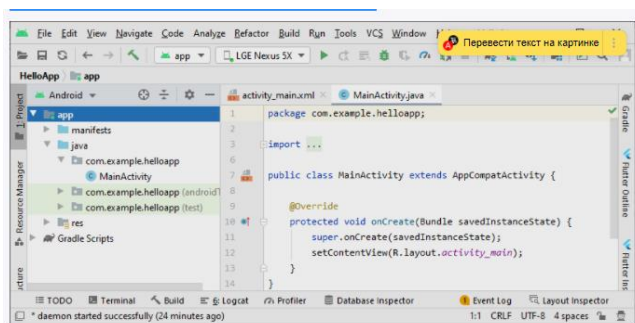 File Edit View Navigate Code Analyze Refactor Build Run Tools VCS Window
Перевести текст на картинке
app LGE Nexus 5X
HelloApp app
Android activity_main.xml MainActivity.java
1: Project
Resource Manager
app
manifests
java
com.example.helloapp
MainActivity
com.example.helloapp (android
com.example.helloapp (test)
res
Gradle Scripts
1 package com.example.helloapp;
2
3 import ...
6
7 public class MainActivity extends AppCompatActivity {
8
9 @Override
10 protected void onCreate(Bundle savedInstanceState) {
11 super.onCreate(savedInstanceState);
12 setContentView(R.layout.activity_main);
13 }
14 }
Gradle
Flutter Outline
Flutter Ins
TODO Terminal Build 6: Logcat Profiler Database Inspector Event Log Layout Inspector
* daemon started successfully (24 minutes ago) 1:1 CRLF UTF-8 4 spaces